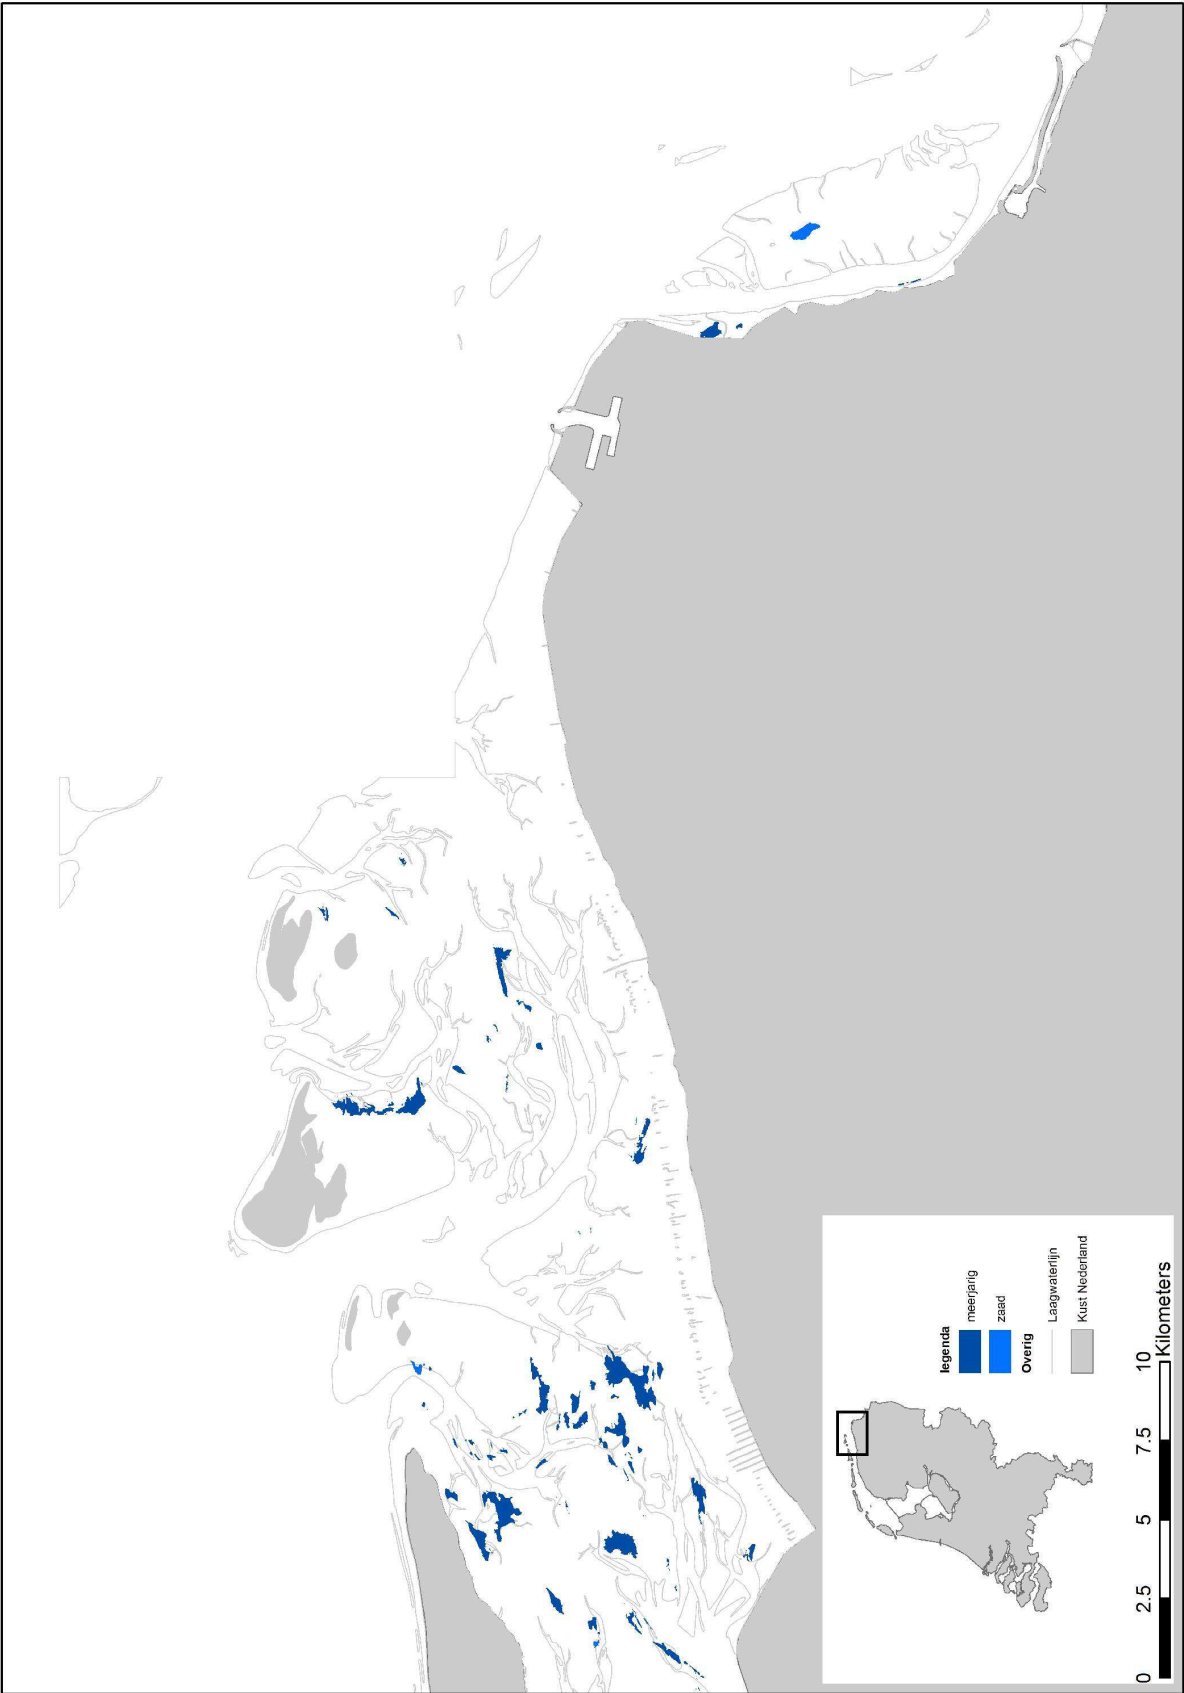 legenda
meerjarig
zaad
Overig
Laagwaterlijn
Kust Nederland
0 2.5 5 7.5 10
Kilometers